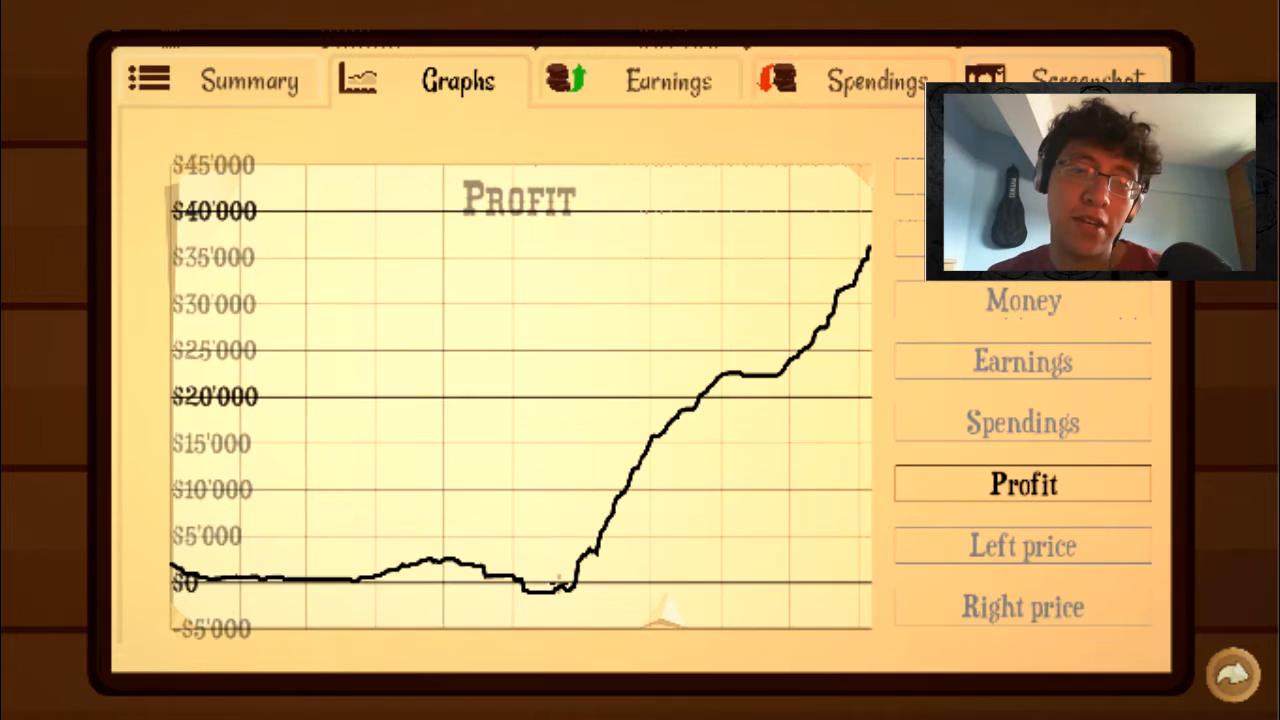 Summary
Graphs
Earnings
Spendings
Screenshot
$45'000
PROFIT
$40'000
$35'000
$30'000
$25'000
$20'000
$15'000
$10'000
$5'000
$0
-$5'000
Money
Earnings
Spendings
Profit
Left price
Right price